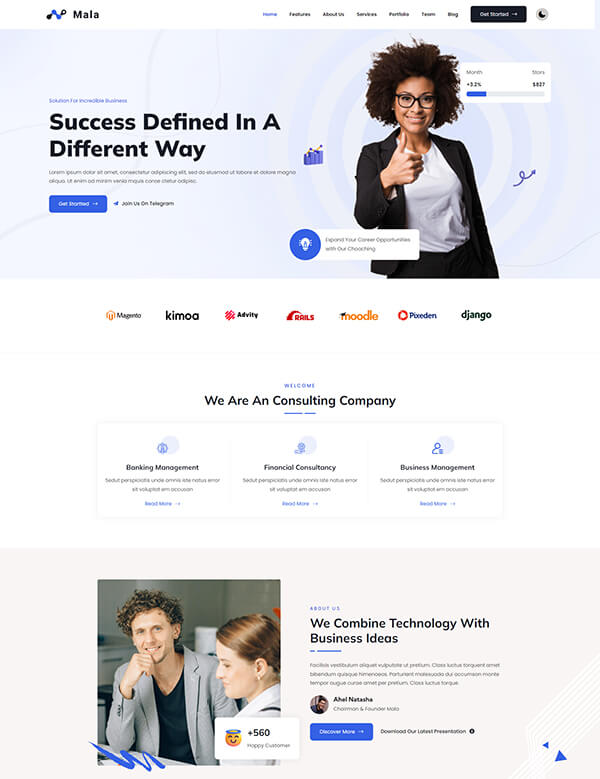 Mala
Home Features About Us Services Portfolio Team Blog Get Started
Month Stars
+3.2% $827
Solution For Incredible Business
Success Defined In A
Different Way
Lorem ipsum dolor sit amet, consectetur adipiscing elit, sed do eiusmod ut labore et dolore magna
aliqua. Ut enim ad minim venia mquis conse ctetur adipisc.
Get Started Join Us On Telegram
Expand Your Career Opportunities
with Our Choaching
Magento kimoa Advity RAILS moodle Pixeden django
WELCOME
We Are An Consulting Company
Banking Management Financial Consultancy Business Management
Sedut perspiciatis unde omnis iste natus error Sedut perspiciatis unde omnis iste natus error Sedut perspiciatis unde omnis iste natus error
sit voluptat em accusan sit voluptat em accusan sit voluptat em accusan
Read More Read More Read More
ABOUT US
We Combine Technology With
Business Ideas
Facilisis vestibulum aliquet vulputate ut pretium. Class luctus torquent amet
bibendum quisque himenaeos. Parturient malesuada dui accumsan monte
tempor augue curae amet per pretium. Class luctus torque.
Ahel Natasha
Chairman & Founder Mala
Discover More Download Our Latest Presentation
+560
Happy Customer